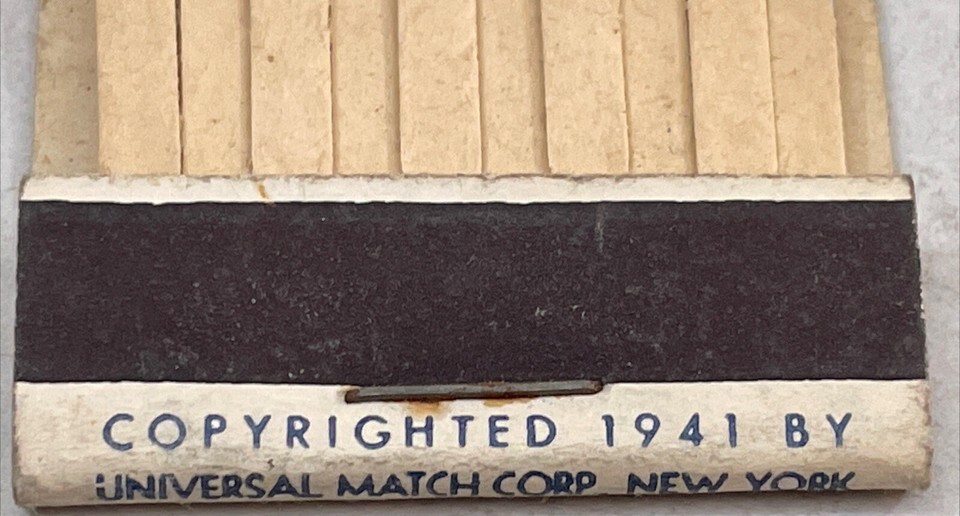 COPYRIGHTED 1941 BY
UNIVERSAL MATCH CORP. NEW YORK